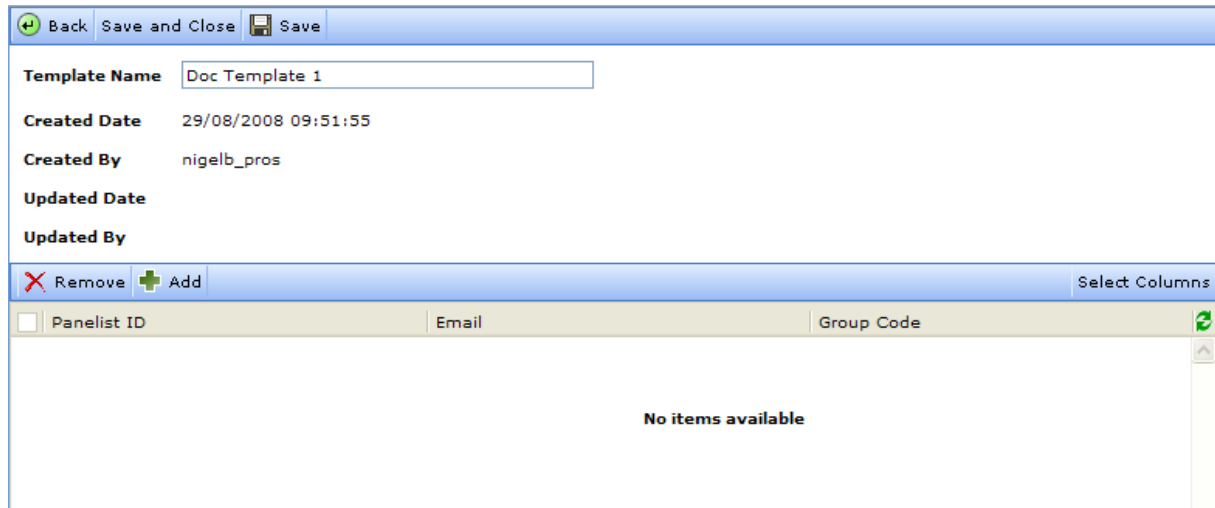 Back Save and Close Save
Template Name Doc Template 1
Created Date 29/08/2008 09:51:55
Created By nigelb_pros
Updated Date
Updated By
Remove Add Select Columns
Panelist ID Email Group Code
No items available